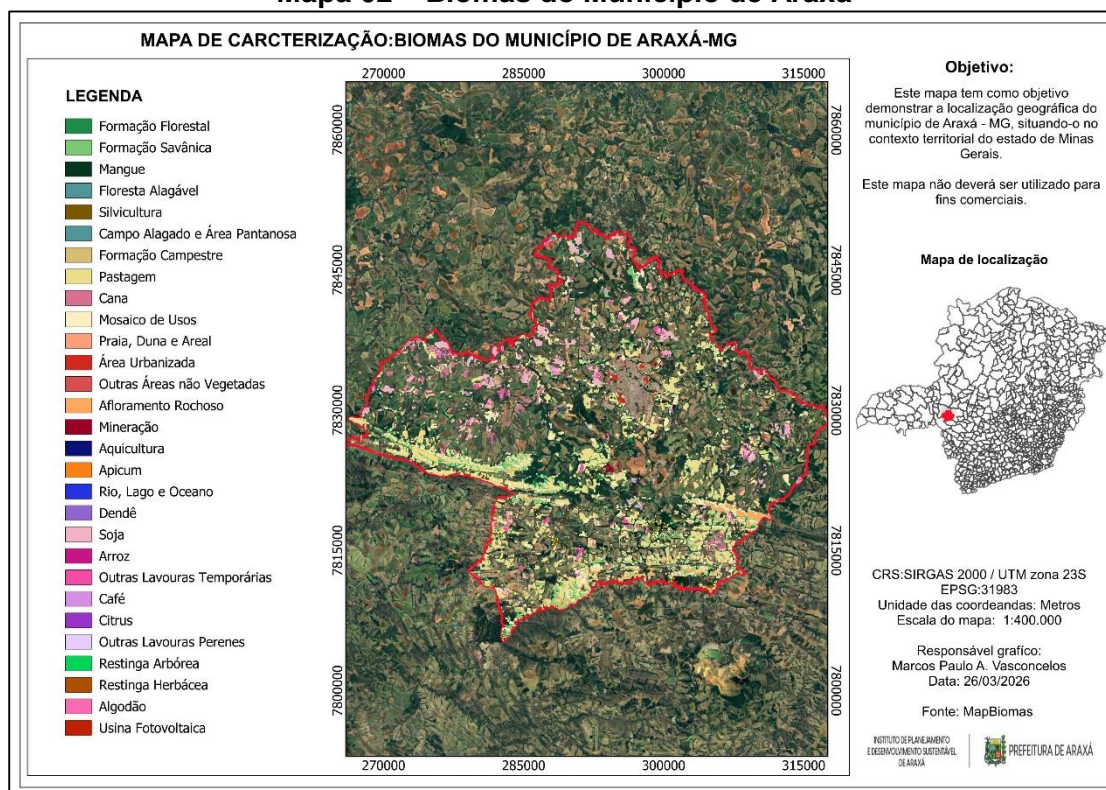 Mapa 02 – Biomas do Município de Araxá
MAPA DE CARCTERIZAÇÃO:BIOMAS DO MUNICÍPIO DE ARAXÁ-MG
LEGENDA
Formação Florestal
Formação Savânica
Mangue
Floresta Alagável
Silvicultura
Campo Alagado e Área Pantanosa
Formação Campestre
Pastagem
Cana
Mosaico de Usos
Praia, Duna e Areal
Área Urbanizada
Outras Áreas não Vegetadas
Afloramento Rochoso
Mineração
Aquicultura
Apicum
Rio, Lago e Oceano
Dendê
Soja
Arroz
Outras Lavouras Temporárias
Café
Citrus
Outras Lavouras Perenes
Restinga Arbórea
Restinga Herbácea
Algodão
Usina Fotovoltaica
270000 285000 300000 315000
7860000
7845000
7830000
7815000
7800000
7860000
7845000
7830000
7815000
7800000
270000 285000 300000 315000
Objetivo:
Este mapa tem como objetivo
demonstrar a localização geográfica do
município de Araxá - MG, situando-o no
contexto territorial do estado de Minas
Gerais.
Este mapa não deverá ser utilizado para
fins comerciais.
Mapa de localização
CRS:SIRGAS 2000 / UTM zona 23S
EPSG:31983
Unidade das coordeandas: Metros
Escala do mapa: 1:400.000
Responsável grafico:
Marcos Paulo A. Vasconcelos
Data: 26/03/2026
Fonte: MapBiomas
INSTITUTO DE PLANEJAMENTO
E DESENVOLVIMENTO SUSTENTÁVEL
DE ARAXÁ
PREFEITURA DE ARAXÁ